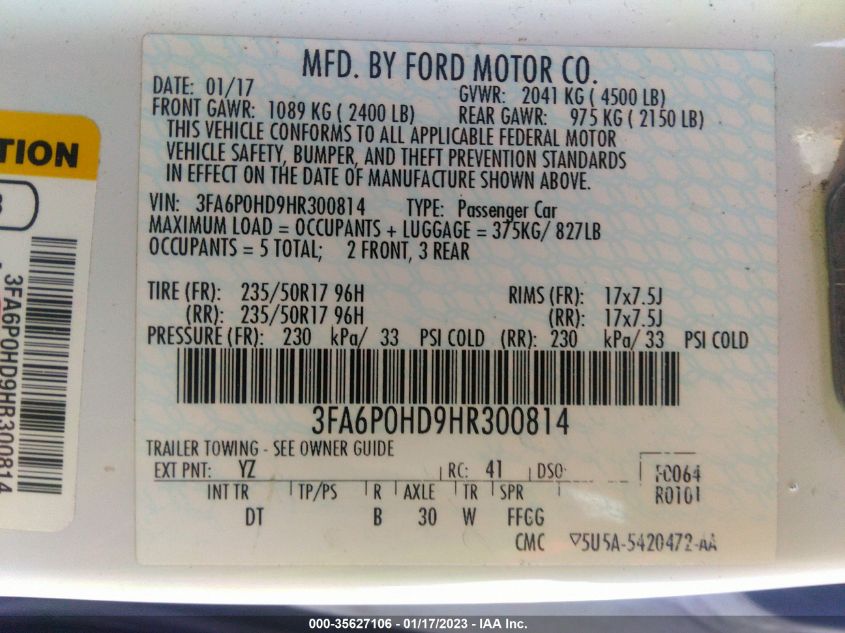 MFD. BY FORD MOTOR CO.
DATE: 01/17 GVWR: 2041 KG ( 4500 LB)
FRONT GAWR: 1089 KG ( 2400 LB) REAR GAWR: 975 KG ( 2150 LB)
THIS VEHICLE CONFORMS TO ALL APPLICABLE FEDERAL MOTOR
VEHICLE SAFETY, BUMPER, AND THEFT PREVENTION STANDARDS
IN EFFECT ON THE DATE OF MANUFACTURE SHOWN ABOVE.
VIN: 3FA6P0HD9HR300814 TYPE: Passenger Car
MAXIMUM LOAD = OCCUPANTS + LUGGAGE = 375KG/ 827LB
OCCUPANTS = 5 TOTAL; 2 FRONT, 3 REAR
TIRE (FR): 235/50R17 96H RIMS (FR): 17x7.5J
(RR): 235/50R17 96H (RR): 17x7.5J
PRESSURE (FR): 230 kPa/ 33 PSI COLD (RR): 230 kPa/ 33 PSI COLD
3FA6P0HD9HR300814
TRAILER TOWING - SEE OWNER GUIDE
EXT PNT: YZ RC: 41 DSO: F0064
R0101
INT TR TP/PS R AXLE TR SPR
DT B 30 W FFGG
CMC ▽5U5A-5420472-AA
TION
3FA6P0HD9HR300814
000-35627106 - 01/17/2023 - IAA Inc.